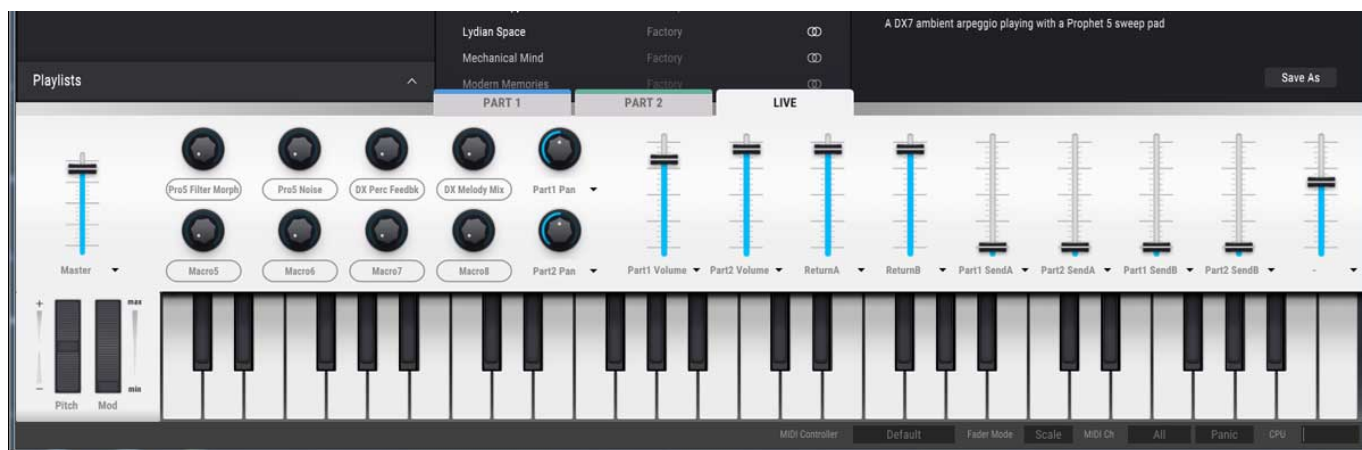 Lydian Space Factory
A DX7 ambient arpeggio playing with a Prophet 5 sweep pad
Mechanical Mind Factory
Playlists
Modern Memories Factory
Save As
PART 1 PART 2 LIVE
Pro5 Filter Morph Pro5 Noise DX Perc Feedbk DX Melody Mix Part1 Pan
Master Macro5 Macro6 Macro7 Macro8 Part2 Pan Part1 Volume Part2 Volume ReturnA ReturnB Part1 SendA Part2 SendA Part1 SendB Part2 SendB -
+ max
- min
Pitch Mod
MIDI Controller Default Fader Mode Scale MIDI Ch All Panic CPU